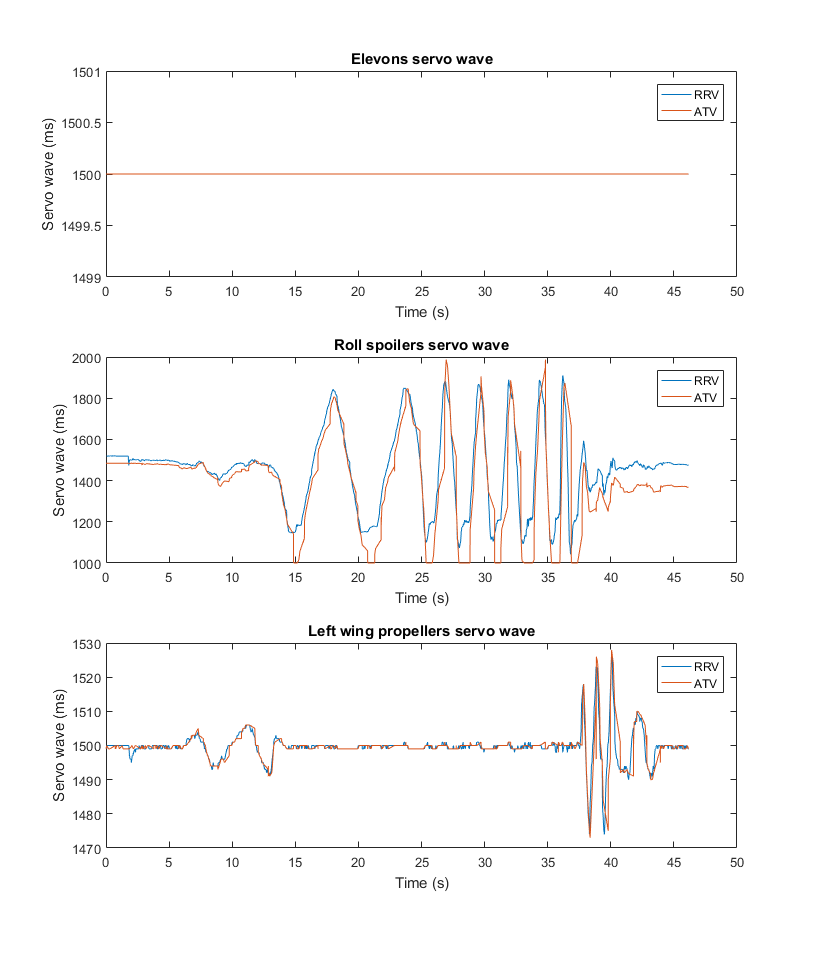 Elevons servo wave
1501
1500.5
1500
1499.5
1499
Servo wave (ms)
RRV
ATV
0 5 10 15 20 25 30 35 40 45 50
Time (s)
Roll spoilers servo wave
2000
1800
1600
1400
1200
1000
Servo wave (ms)
RRV
ATV
0 5 10 15 20 25 30 35 40 45 50
Time (s)
Left wing propellers servo wave
1530
1520
1510
1500
1490
1480
1470
Servo wave (ms)
RRV
ATV
0 5 10 15 20 25 30 35 40 45 50
Time (s)